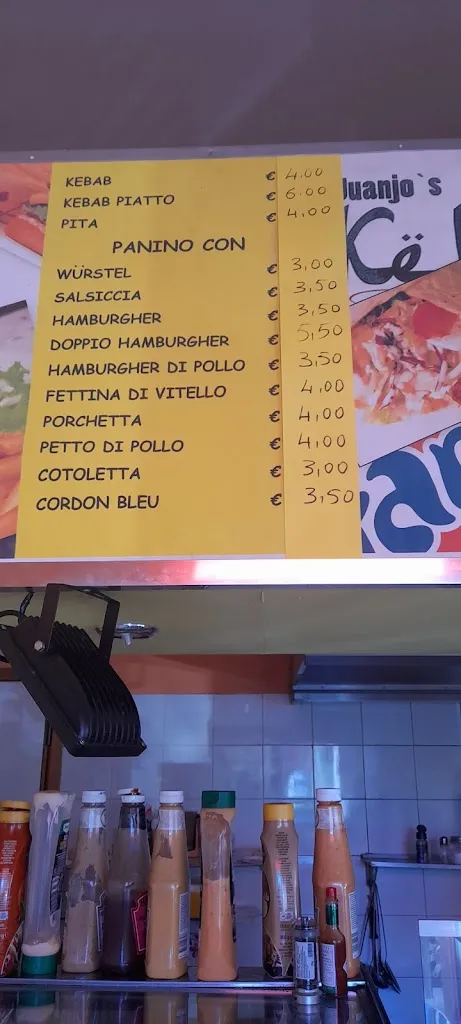 KEBAB € 4.00
KEBAB PIATTO € 6.00
PITA € 4,00
PANINO CON
WÜRSTEL € 3,00
SALSICCIA € 3,50
HAMBURGHER € 3,50
DOPPIO HAMBURGHER € 5,50
HAMBURGHER DI POLLO € 3,50
FETTINA DI VITELLO € 4,00
PORCHETTA € 4,00
PETTO DI POLLO € 4,00
COTOLETTA € 3,00
CORDON BLEU € 3,50
Juanjo`s